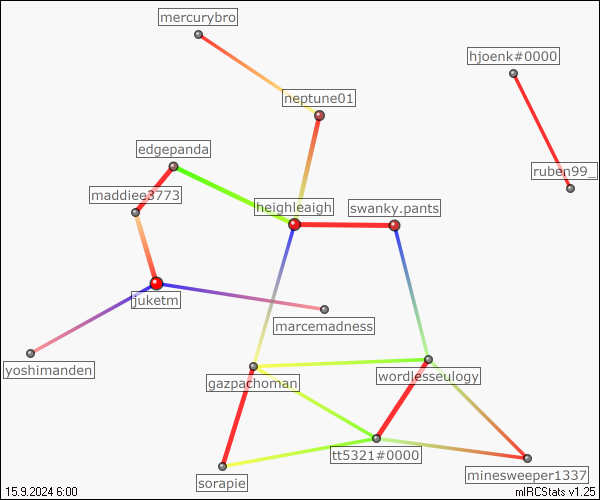 mercurybro
hjoenk#0000
neptune01
edgepanda
ruben99_
maddiee3773
heighleaigh
swanky.pants
juketm
marcemadness
yoshimanden
gazpachoman
wordlesseulogy
tt5321#0000
minesweeper1337
sorapie
15.9.2024 6:00
mIRCStats v1.25